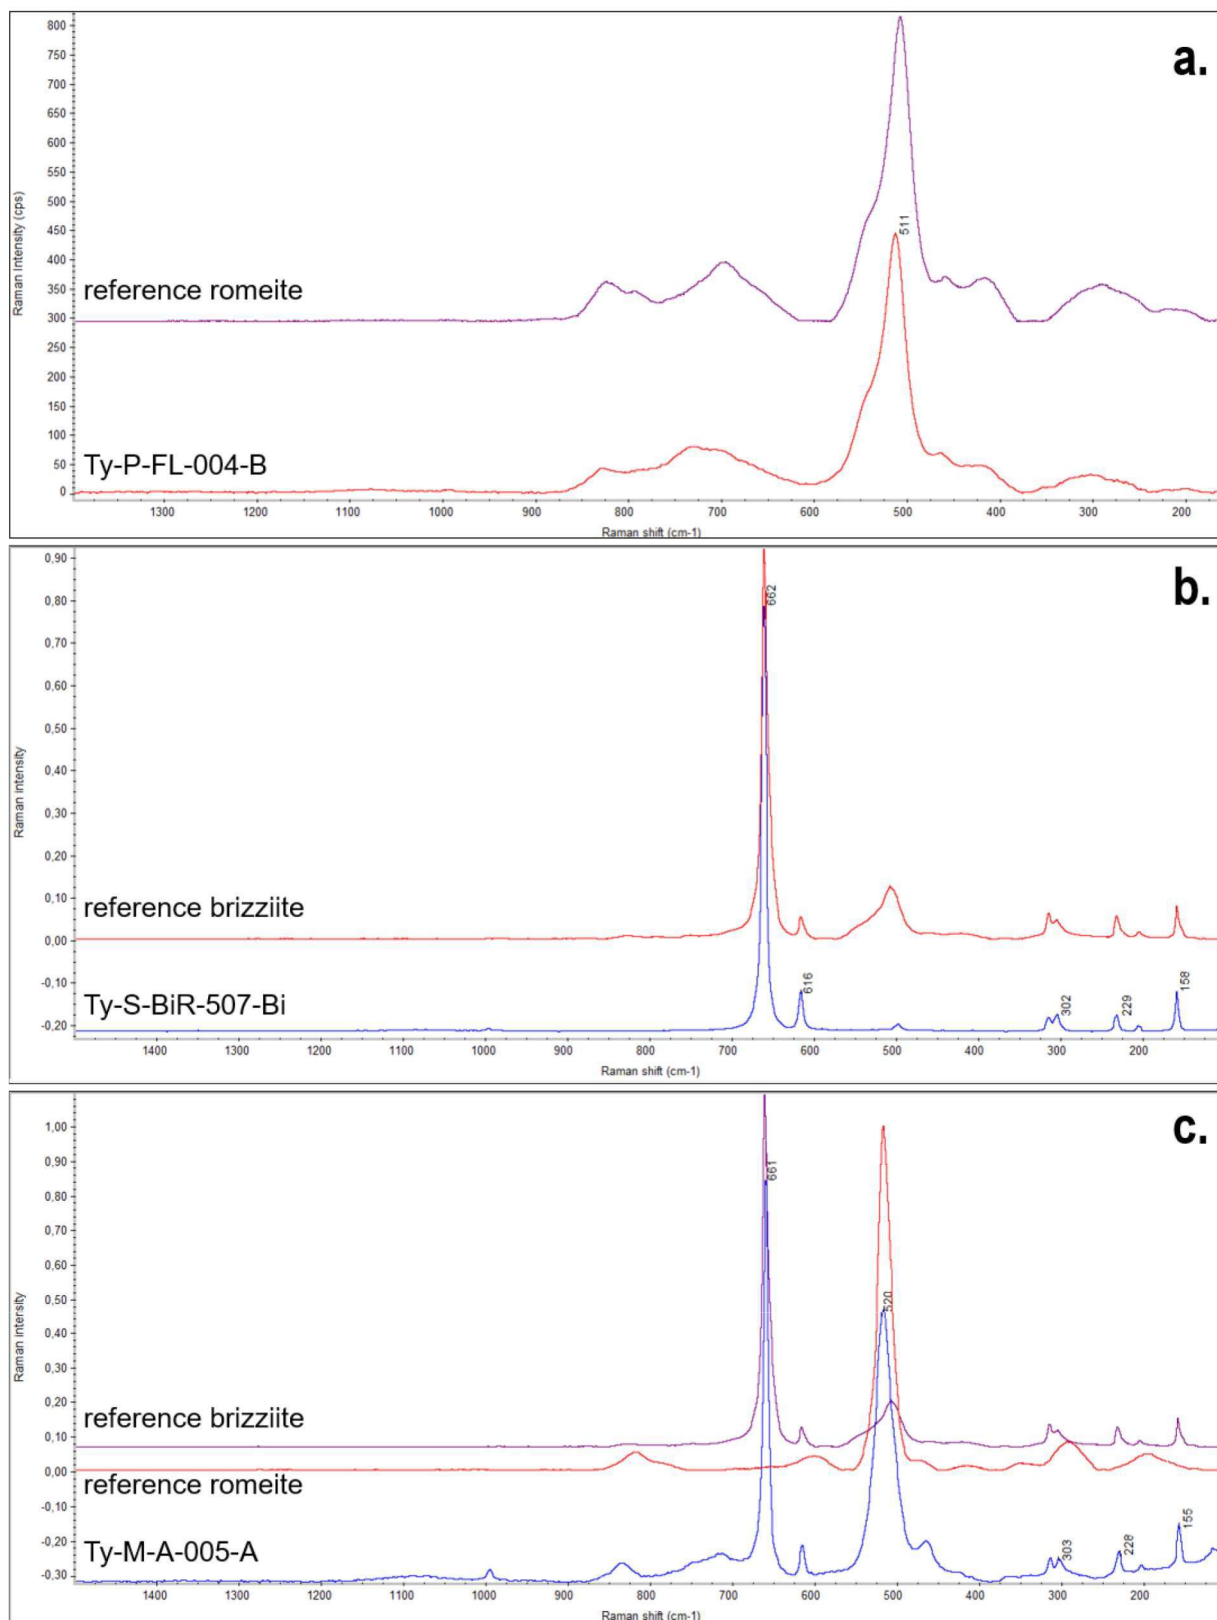 a.
800
750
700
650
600
550
500
450
400
350
300
250
200
150
100
50
0
Raman Intensity (cps)
511
reference romeite
Ty-P-FL-004-B
1300 1200 1100 1000 900 800 700 600 500 400 300 200
Raman shift (cm-1)
b.
0,90
0,80
0,70
0,60
0,50
0,40
0,30
0,20
0,10
0,00
-0,10
-0,20
Raman intensity
662
reference brizziite
Ty-S-BiR-507-Bi
616 302 229 158
1400 1300 1200 1100 1000 900 800 700 600 500 400 300 200
Raman shift (cm-1)
c.
1,00
0,90
0,80
0,70
0,60
0,50
0,40
0,30
0,20
0,10
0,00
-0,10
-0,20
-0,30
Raman intensity
661
520
reference brizziite
reference romeite
Ty-M-A-005-A
303 228 155
1400 1300 1200 1100 1000 900 800 700 600 500 400 300 200
Raman shift (cm-1)